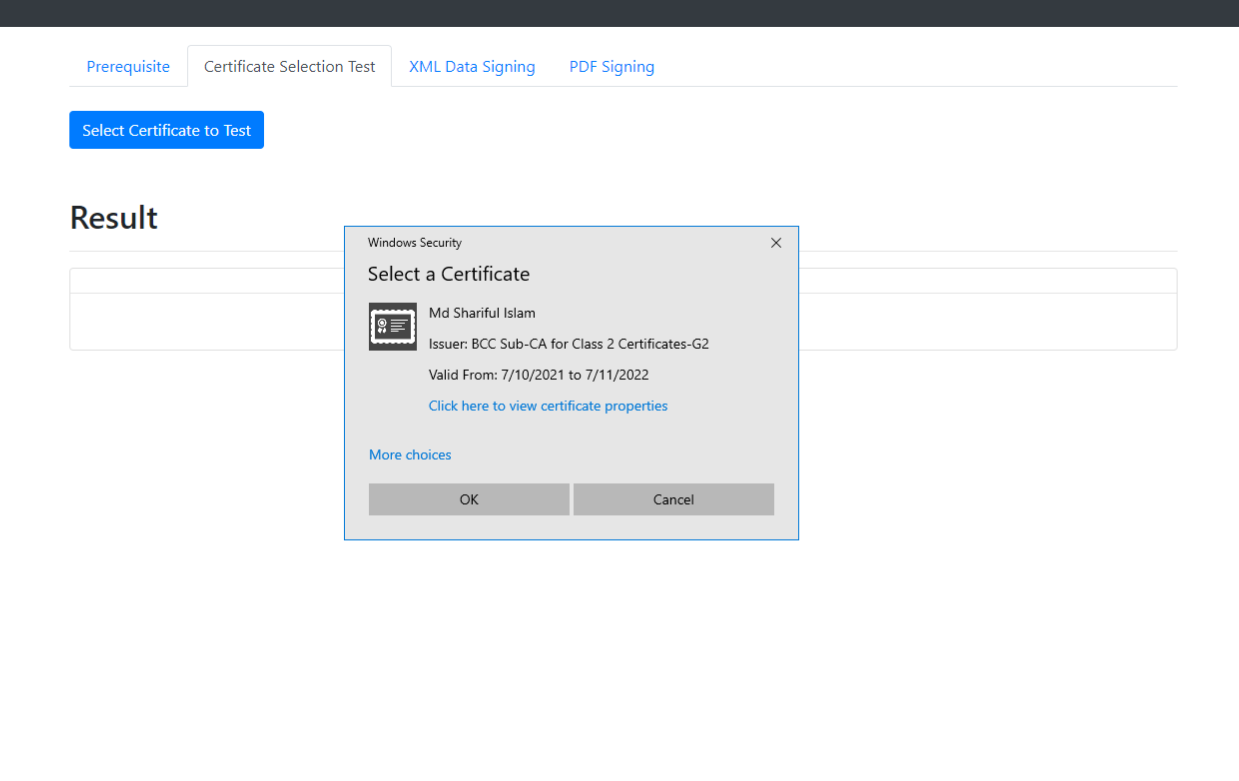 Prerequisite Certificate Selection Test XML Data Signing PDF Signing
Select Certificate to Test
Result
Windows Security
Select a Certificate
Md Shariful Islam
Issuer: BCC Sub-CA for Class 2 Certificates-G2
Valid From: 7/10/2021 to 7/11/2022
Click here to view certificate properties
More choices
OK Cancel